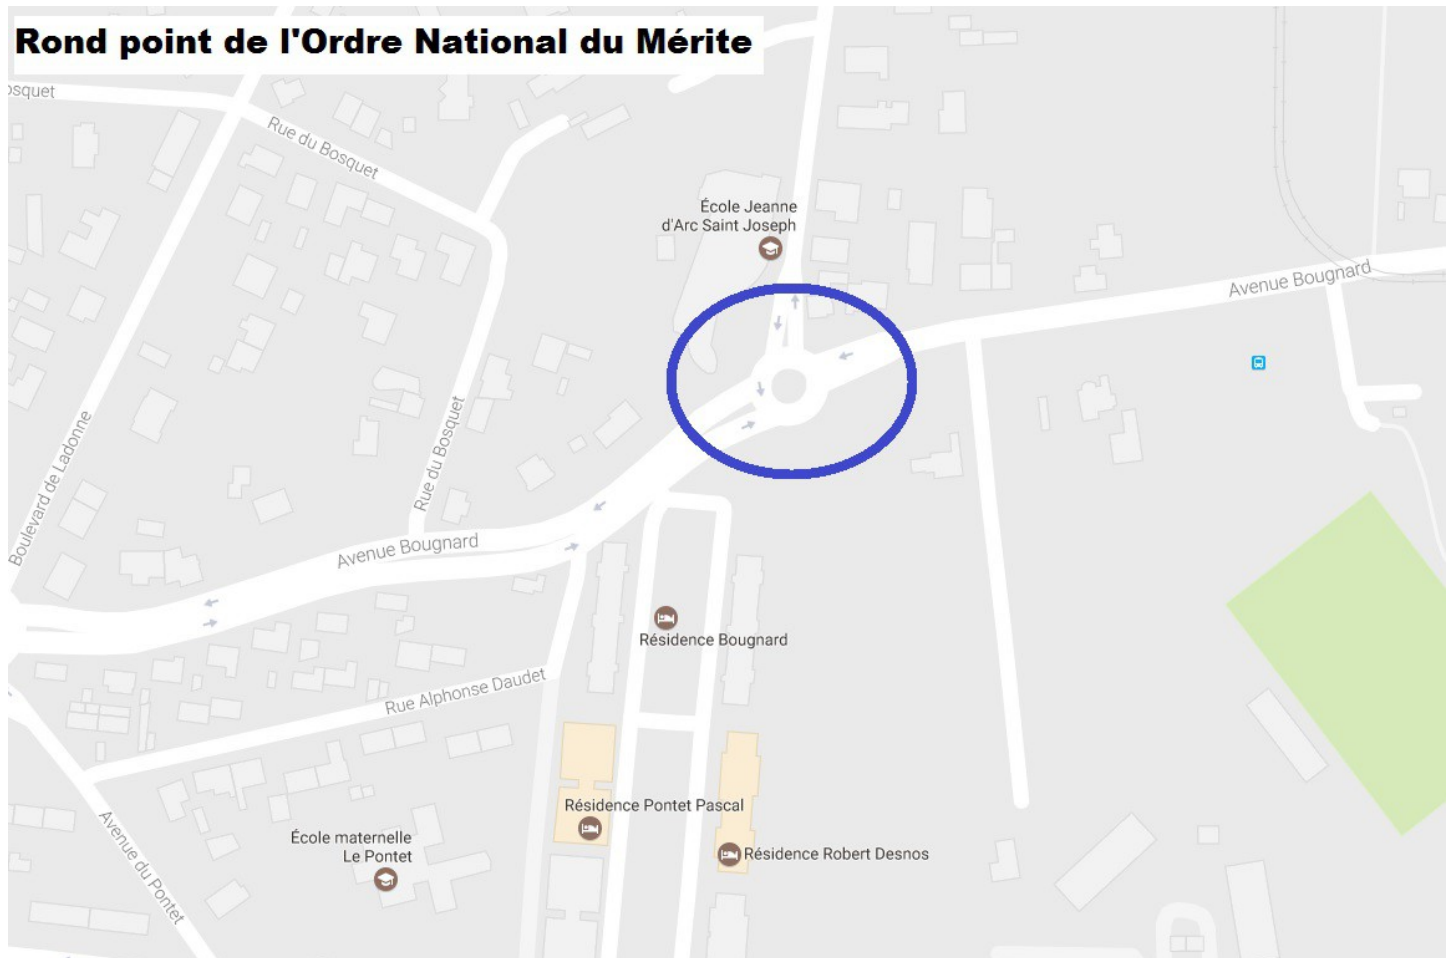 Rond point de l'Ordre National du Mérite
osquet
Rue du Bosquet
École Jeanne
d'Arc Saint Joseph
Avenue Bougnard
Boulevard de Ladonne
Rue du Bosquet
Avenue Bougnard
Résidence Bougnard
Rue Alphonse Daudet
Résidence Pontet Pascal
École maternelle
Le Pontet
Résidence Robert Desnos
Avenue du Pontet